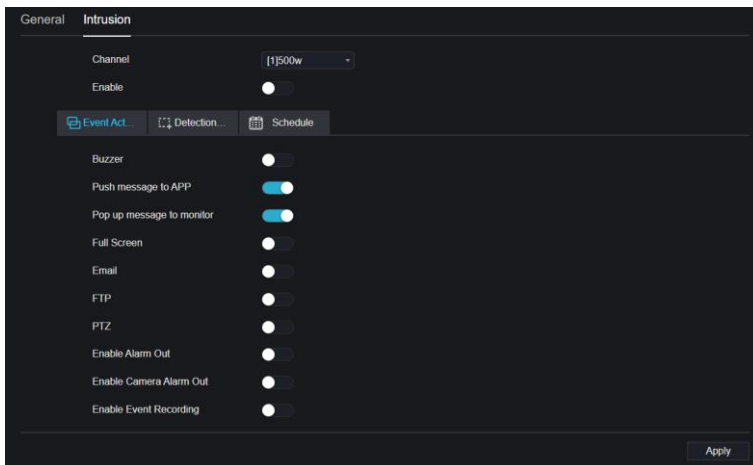 General Intrusion
Channel [1]500w
Enable
Event Act... Detection... Schedule
Buzzer
Push message to APP
Pop up message to monitor
Full Screen
Email
FTP
PTZ
Enable Alarm Out
Enable Camera Alarm Out
Enable Event Recording
Apply